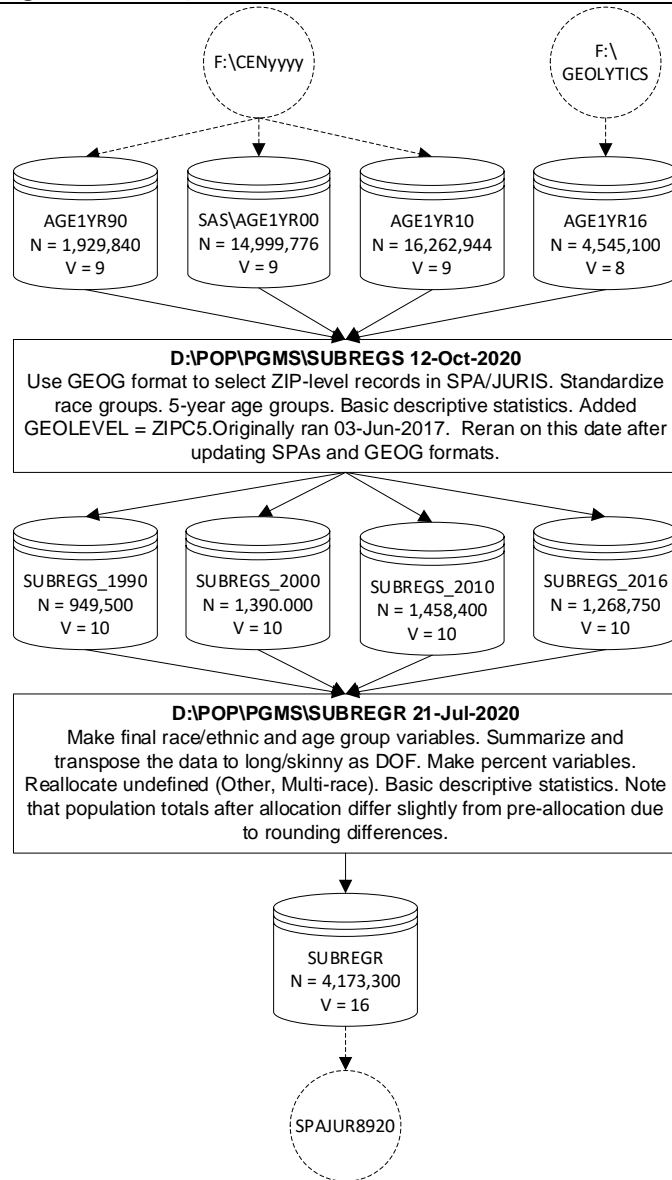 F:\CENyyyy
F:\
GEOLYTICS
AGE1YR90
N = 1,929,840
V = 9
SAS\AGE1YR00
N = 14,999,776
V = 9
AGE1YR10
N = 16,262,944
V = 9
AGE1YR16
N = 4,545,100
V = 8
D:\POP\PGMS\SUBREGS 12-Oct-2020
Use GEOG format to select ZIP-level records in SPA/JURIS. Standardize
race groups. 5-year age groups. Basic descriptive statistics. Added
GEOLEVEL = ZIPC5.Originally ran 03-Jun-2017.  Reran on this date after
updating SPAs and GEOG formats.
SUBREGS_1990
N = 949,500
V = 10
SUBREGS_2000
N = 1,390.000
V = 10
SUBREGS_2010
N = 1,458,400
V = 10
SUBREGS_2016
N = 1,268,750
V = 10
D:\POP\PGMS\SUBREGR 21-Jul-2020
Make final race/ethnic and age group variables. Summarize and
transpose the data to long/skinny as DOF. Make percent variables.
Reallocate undefined (Other, Multi-race). Basic descriptive statistics. Note
that population totals after allocation differ slightly from pre-allocation due
to rounding differences.
SUBREGR
N = 4,173,300
V = 16
SPAJUR8920